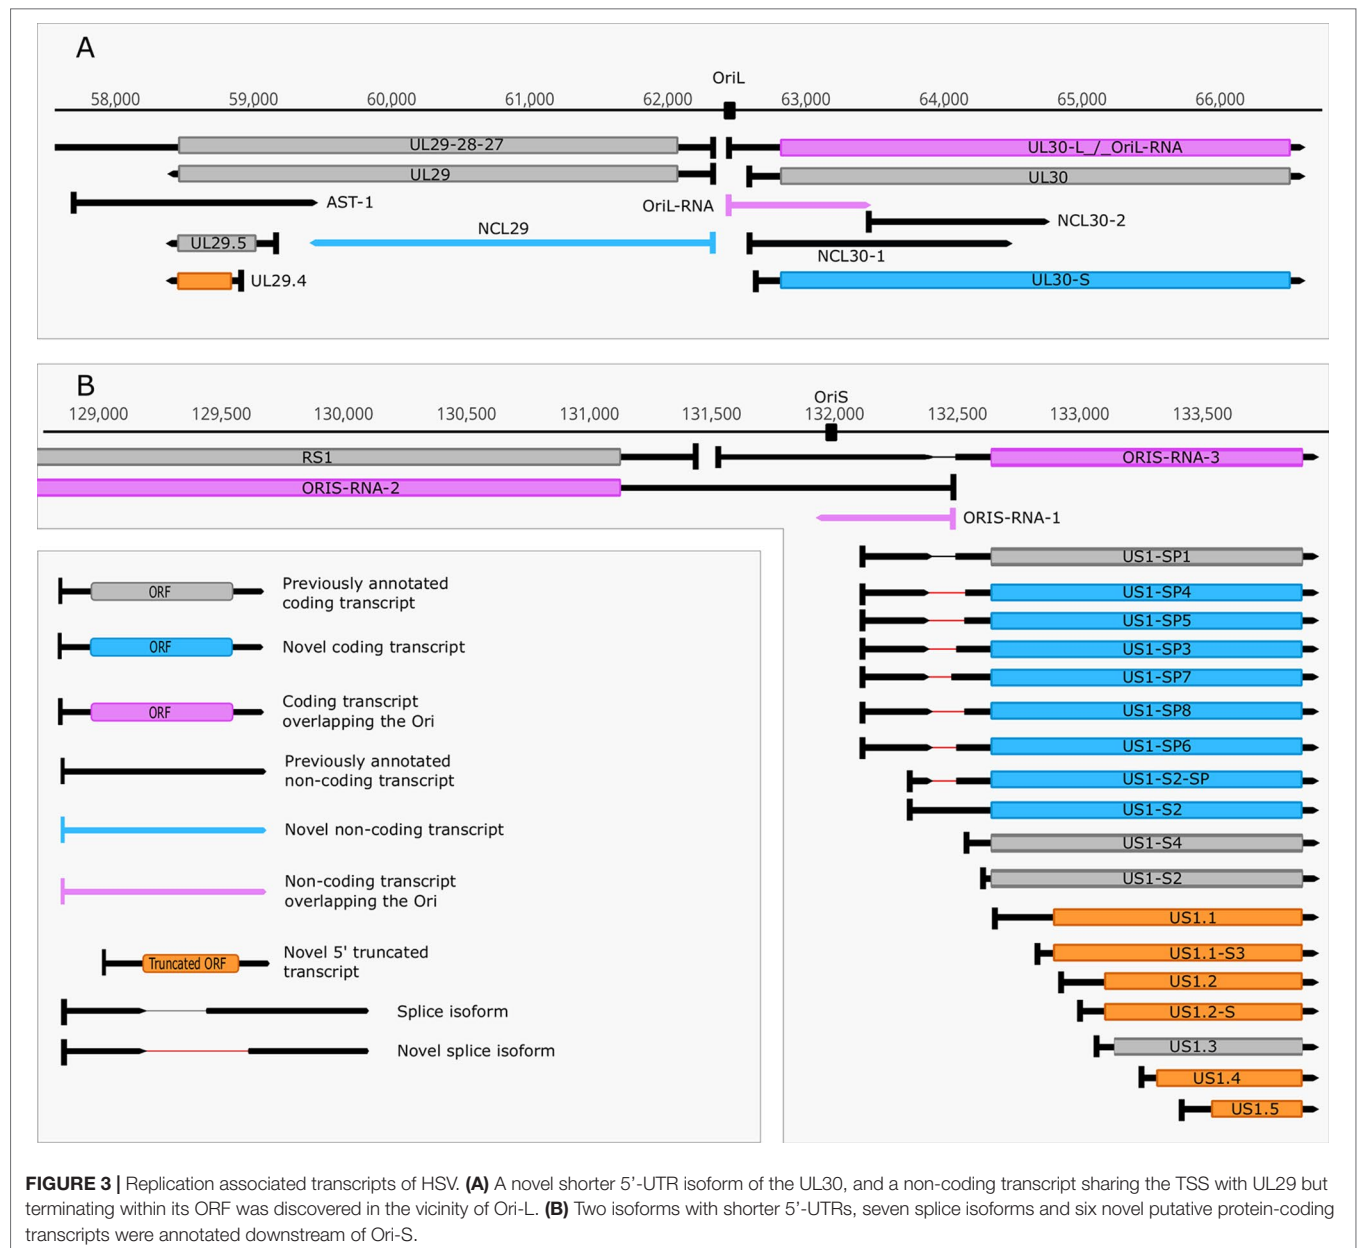 A
OriL
58,000 59,000 60,000 61,000 62,000 63,000 64,000 65,000 66,000
UL29-28-27 UL30-L_/_OriL-RNA
UL29 UL30
AST-1 OriL-RNA
NCL30-2
NCL29
UL29.5
NCL30-1
UL29.4 UL30-S
B
OriS
129,000 129,500 130,000 130,500 131,000 131,500 132,000 132,500 133,000 133,500
RS1 ORIS-RNA-3
ORIS-RNA-2
ORIS-RNA-1
US1-SP1
US1-SP4
US1-SP5
US1-SP3
US1-SP7
US1-SP8
US1-SP6
US1-S2-SP
US1-S2
US1-S4
US1-S2
US1.1
US1.1-S3
US1.2
US1.2-S
US1.3
US1.4
US1.5
ORF Previously annotated
coding transcript
ORF Novel coding transcript
ORF Coding transcript
overlapping the Ori
Previously annotated
non-coding transcript
Novel non-coding transcript
Non-coding transcript
overlapping the Ori
Truncated ORF Novel 5' truncated
transcript
Splice isoform
Novel splice isoform
FIGURE 3 | Replication associated transcripts of HSV. (A) A novel shorter 5’-UTR isoform of the UL30, and a non-coding transcript sharing the TSS with UL29 but
terminating within its ORF was discovered in the vicinity of Ori-L. (B) Two isoforms with shorter 5’-UTRs, seven splice isoforms and six novel putative protein-coding
transcripts were annotated downstream of Ori-S.